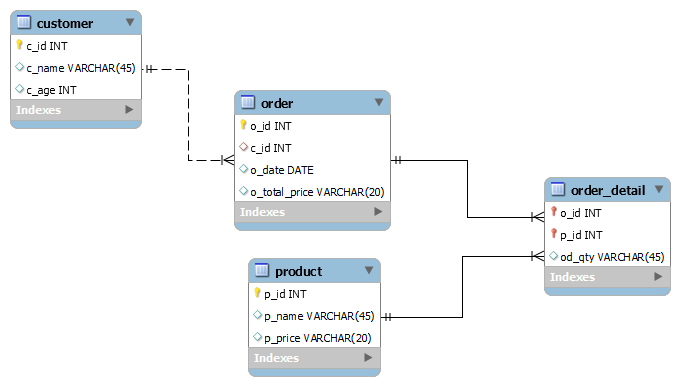 customer
c_id INT
c_name VARCHAR(45)
c_age INT
Indexes
order
o_id INT
c_id INT
o_date DATE
o_total_price VARCHAR(20)
Indexes
order_detail
o_id INT
p_id INT
od_qty VARCHAR(45)
Indexes
product
p_id INT
p_name VARCHAR(45)
p_price VARCHAR(20)
Indexes